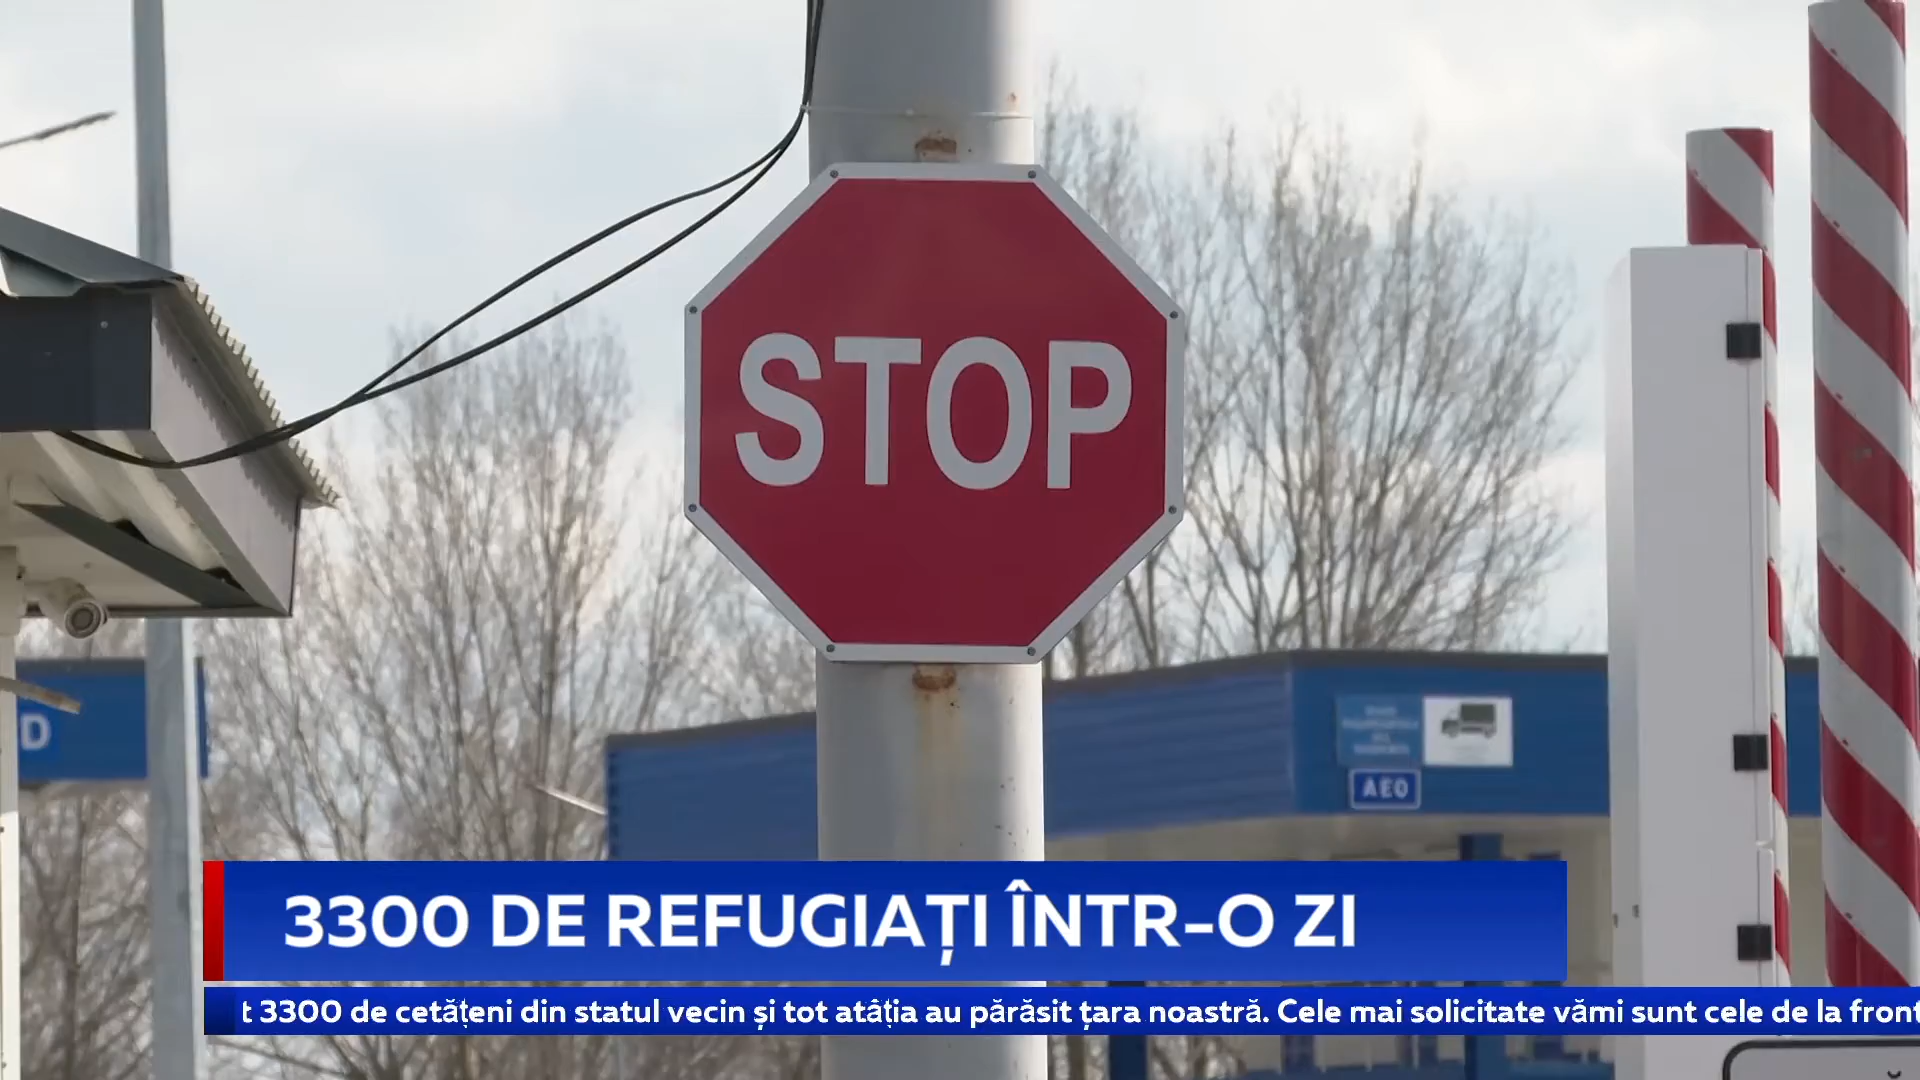 STOP
D
AEO
3300 DE REFUGIAȚI ÎNTR-O ZI
t 3300 de cetățeni din statul vecin și tot atâția au părăsit țara noastră. Cele mai solicitate vămi sunt cele de la front